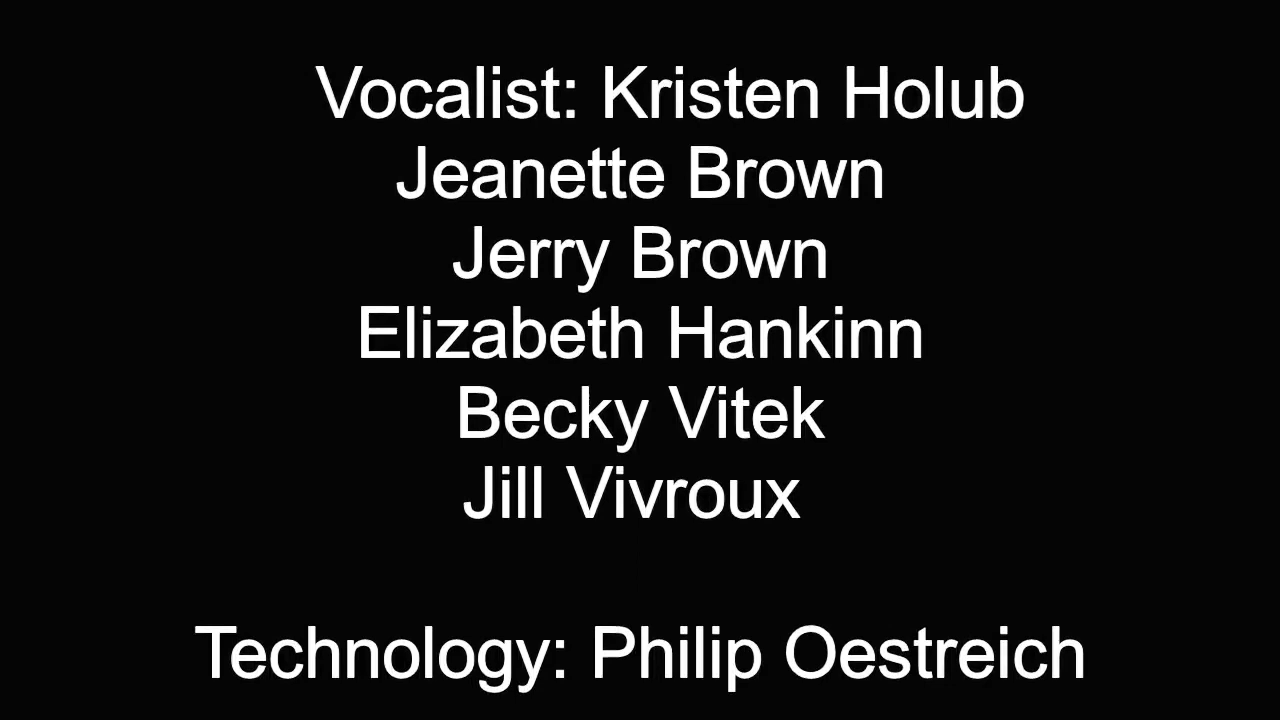 Vocalist: Kristen Holub
Jeanette Brown
Jerry Brown
Elizabeth Hankinn
Becky Vitek
Jill Vivroux
Technology: Philip Oestreich